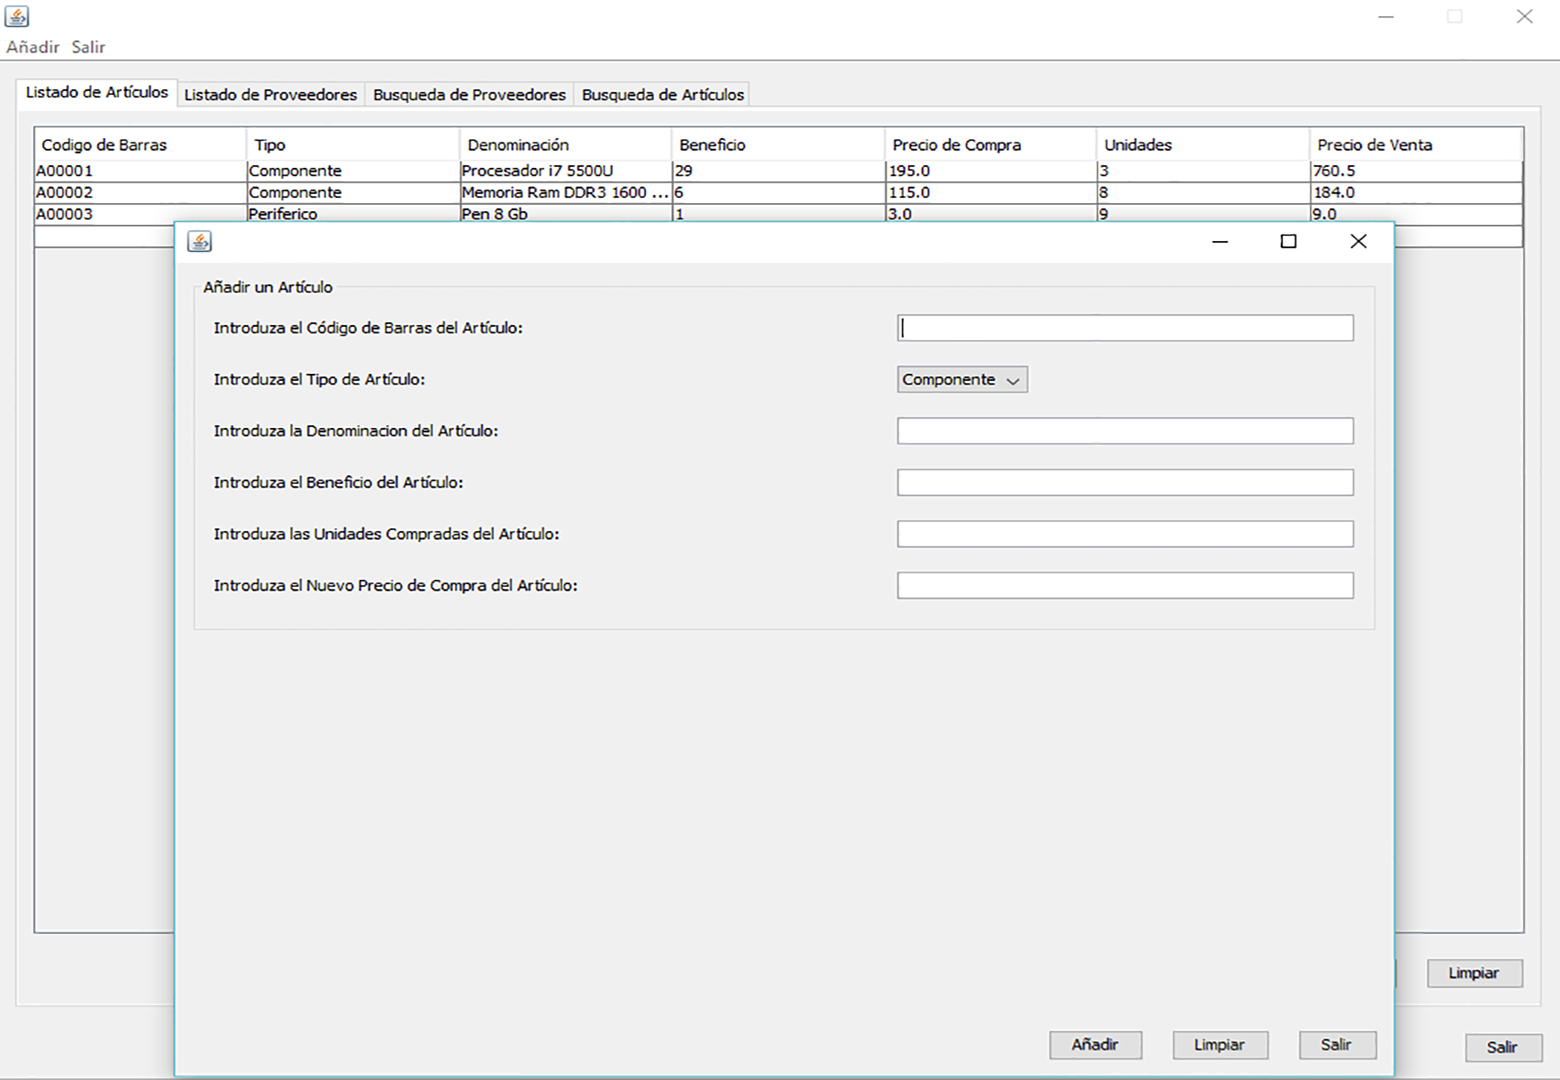 Añadir Salir
Listado de Artículos Listado de Proveedores Busqueda de Proveedores Busqueda de Artículos
Codigo de Barras Tipo Denominación Beneficio Precio de Compra Unidades Precio de Venta
A00001 Componente Procesador i7 5500U 29 195.0 3 760.5
A00002 Componente Memoria Ram DDR3 1600 ... 6 115.0 8 184.0
A00003 Periferico Pen 8 Gb 1 3.0 9 9.0
Añadir un Artículo
Introduza el Código de Barras del Artículo:
Introduza el Tipo de Artículo: Componente
Introduza la Denominacion del Artículo:
Introduza el Beneficio del Artículo:
Introduza las Unidades Compradas del Artículo:
Introduza el Nuevo Precio de Compra del Artículo:
Limpiar
Añadir Limpiar Salir
Salir